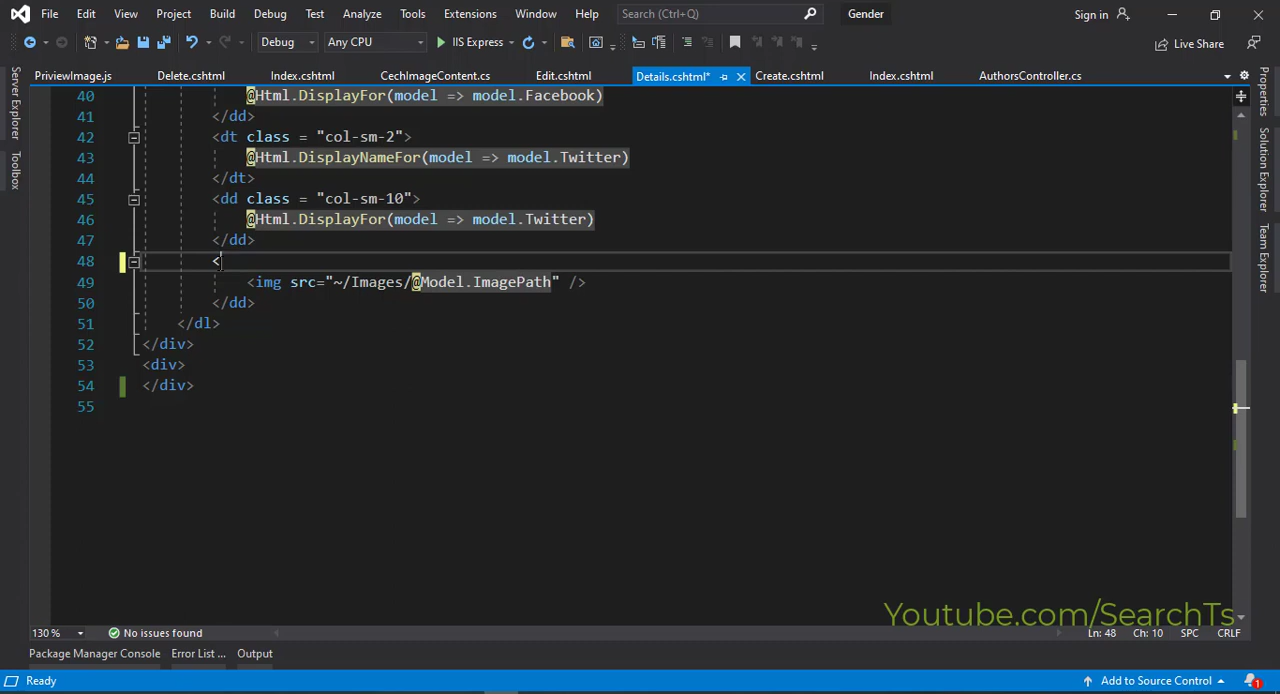 File Edit View Project Build Debug Test Analyze Tools Extensions Window Help Search (Ctrl+Q) Gender Sign in
Debug Any CPU IIS Express Live Share
PriviewImage.js Delete.cshtml Index.cshtml CechImageContent.cs Edit.cshtml Details.cshtml* Create.cshtml Index.cshtml AuthorsController.cs
Server Explorer
Toolbox
40 @Html.DisplayFor(model => model.Facebook)
41 </dd>
42 <dt class = "col-sm-2">
43 @Html.DisplayNameFor(model => model.Twitter)
44 </dt>
45 <dd class = "col-sm-10">
46 @Html.DisplayFor(model => model.Twitter)
47 </dd>
48 <
49 <img src="~/Images/@Model.ImagePath" />
50 </dd>
51 </dl>
52 </div>
53 <div>
54 </div>
55
Properties
Solution Explorer
Team Explorer
Youtube.com/SearchTs
130 % No issues found Ln: 48 Ch: 10 SPC CRLF
Package Manager Console Error List ... Output
Ready Add to Source Control 1